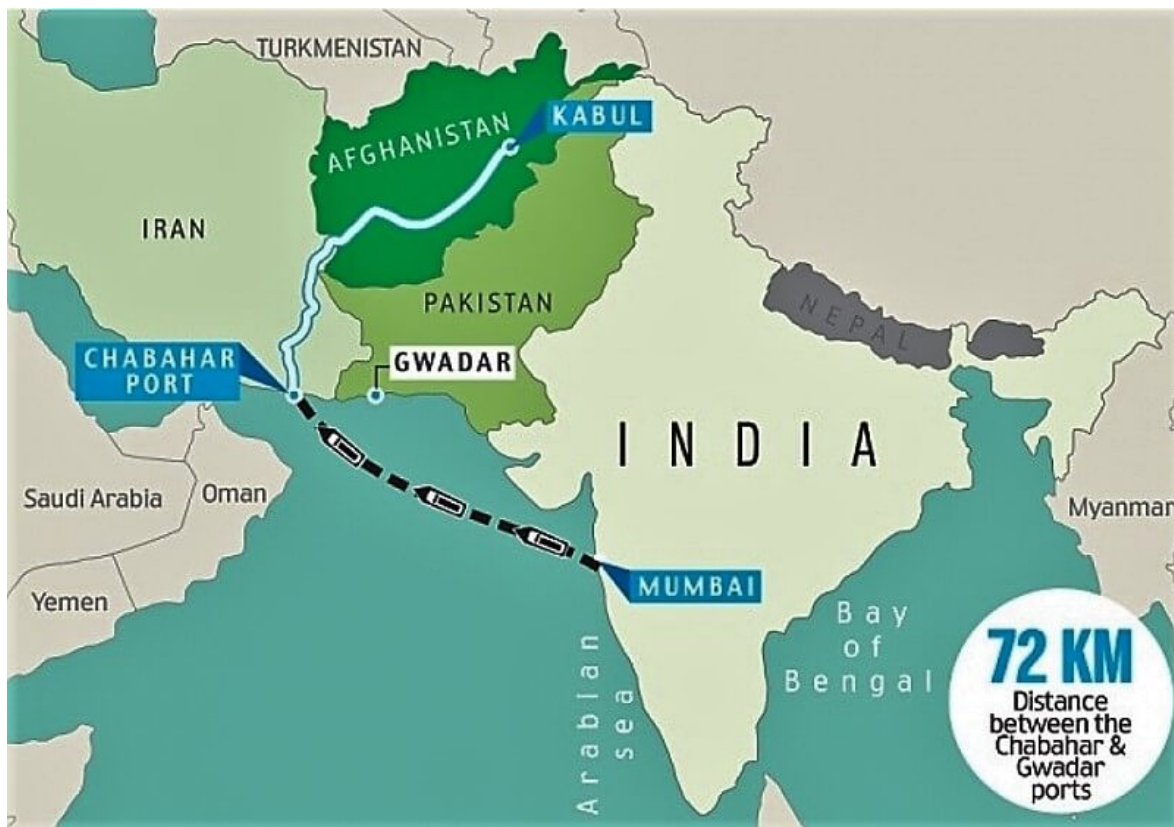 TURKMENISTAN
AFGHANISTAN
KABUL
IRAN
PAKISTAN
NEPAL
CHABAHAR
PORT
GWADAR
INDIA
Saudi Arabia
Oman
Myanmar
Yemen
MUMBAI
Arabian
sea
Bay
of
Bengal
72 KM
Distance
between the
Chabahar &
Gwadar
ports